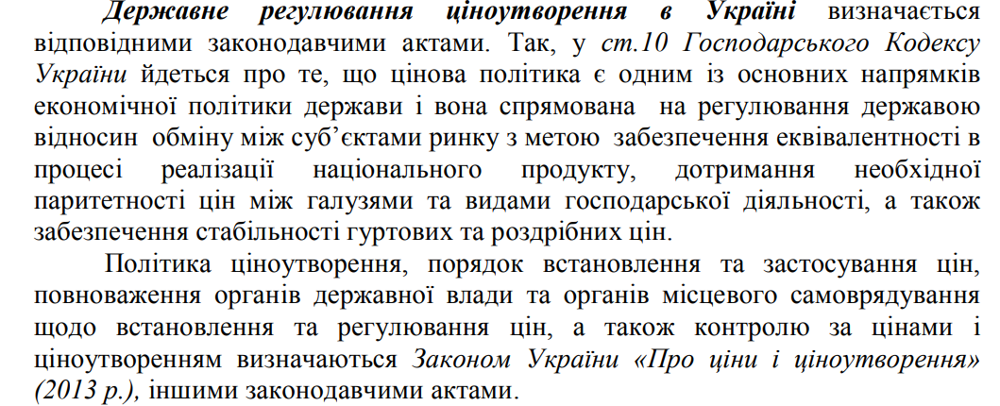 Державне регулювання ціноутворення в Україні визначається
відповідними законодавчими актами. Так, у ст.10 Господарського Кодексу
України йдеться про те, що цінова політика є одним із основних напрямків
економічної політики держави і вона спрямована на регулювання державою
відносин обміну між суб’єктами ринку з метою забезпечення еквівалентності в
процесі реалізації національного продукту, дотримання необхідної
паритетності цін між галузями та видами господарської діяльності, а також
забезпечення стабільності гуртових та роздрібних цін.
Політика ціноутворення, порядок встановлення та застосування цін,
повноваження органів державної влади та органів місцевого самоврядування
щодо встановлення та регулювання цін, а також контролю за цінами і
ціноутворенням визначаються Законом України «Про ціни і ціноутворення»
(2013 р.), іншими законодавчими актами.